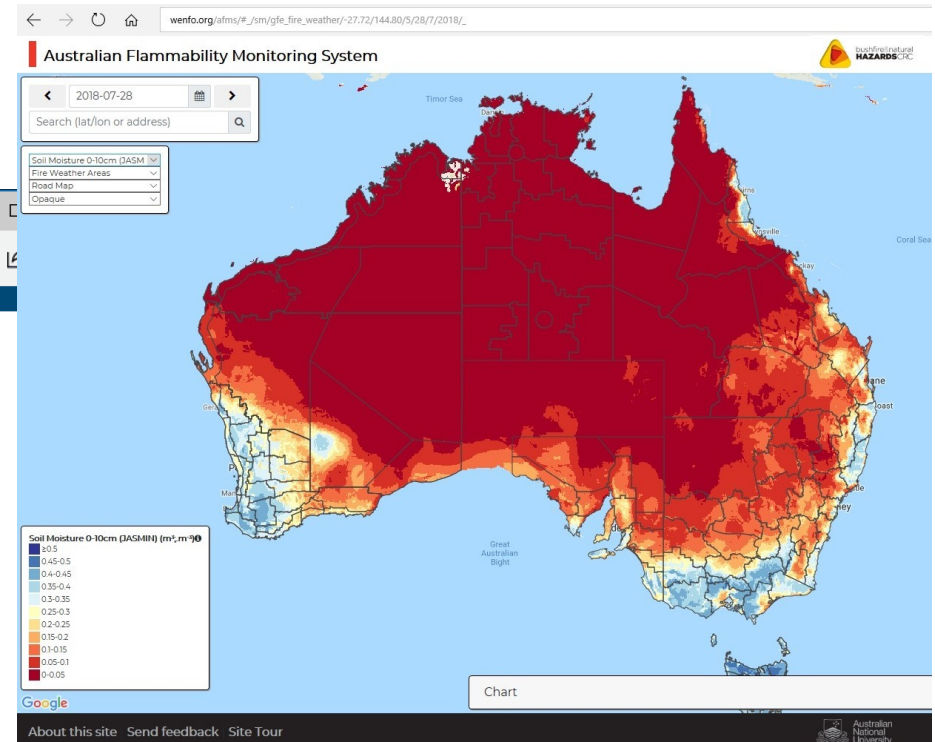 wenfo.org/afms/#_/sm/gfe_fire_weather/-27.72/144.80/5/28/7/2018/_
Australian Flammability Monitoring System
bushfire&natural
HAZARDSCRC
2018-07-28
Search (lat/lon or address)
Soil Moisture 0-10cm (JASM
Fire Weather Areas
Road Map
Opaque
Timor Sea
Coral Sea
Great
Australian
Bight
Soil Moisture 0-10cm (JASMIN) (m³.m⁻³)
≥0.5
0.45-0.5
0.4-0.45
0.35-0.4
0.3-0.35
0.25-0.3
0.2-0.25
0.15-0.2
0.1-0.15
0.05-0.1
0-0.05
Google
Chart
About this site Send feedback Site Tour
Australian
National
University